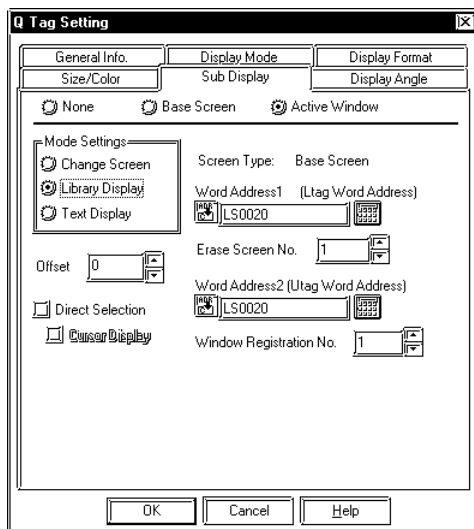 Q Tag Setting
General Info. Display Mode Display Format
Size/Color Sub Display Display Angle
None Base Screen Active Window
Mode Settings
Change Screen
Library Display
Text Display
Screen Type: Base Screen
Word Address1 (Ltag Word Address)
LS0020
Offset 0
Erase Screen No. 1
Direct Selection
Cursor Display
Word Address2 (Utag Word Address)
LS0020
Window Registration No. 1
OK Cancel Help